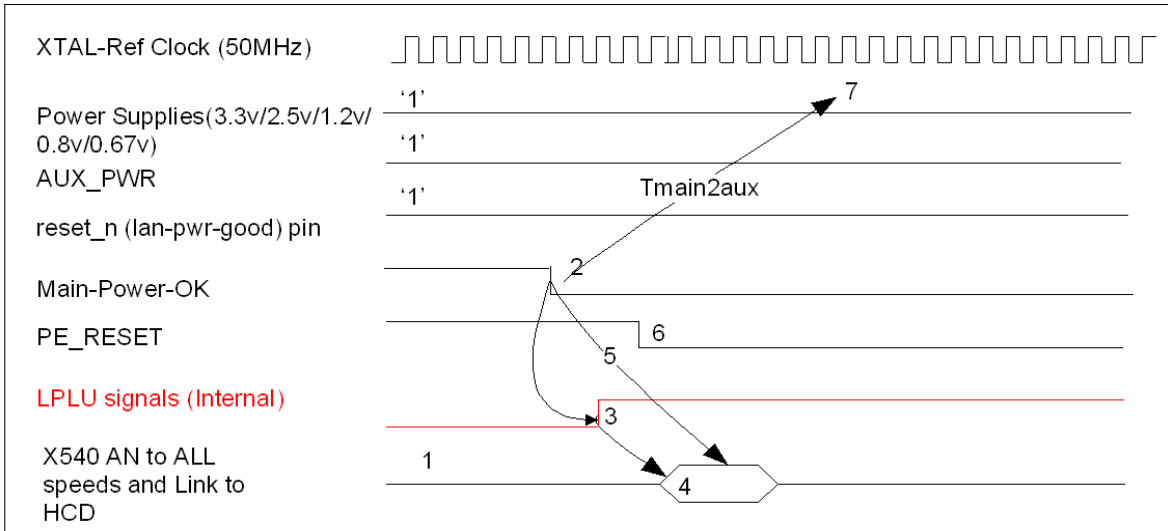 XTAL-Ref Clock (50MHz)
‘1’
7
Power Supplies(3.3v/2.5v/1.2v/
0.8v/0.67v)
‘1’
AUX_PWR
Tmain2aux
‘1’
reset_n (lan-pwr-good) pin
2
Main-Power-OK
PE_RESET
6
5
LPLU signals (Internal)
3
X540 AN to ALL
speeds and Link to
HCD
1
4